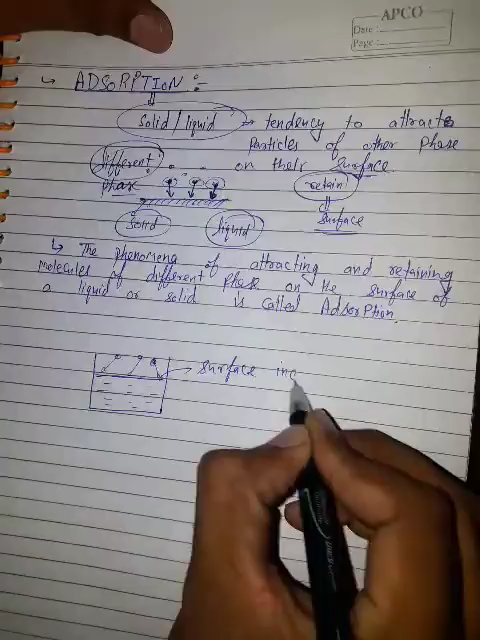 APCO
Date :
Page :
↳ ADSORPTION :-
Solid / liquid → tendency to attracts
Particles of other Phase
different on their surface
Phase retain
Solid liquid Surface
↳ The phenomena of attracting and retaining
molecules of different Phase on the Surface of
a liquid or solid is called Adsorption.
→ Surface inc